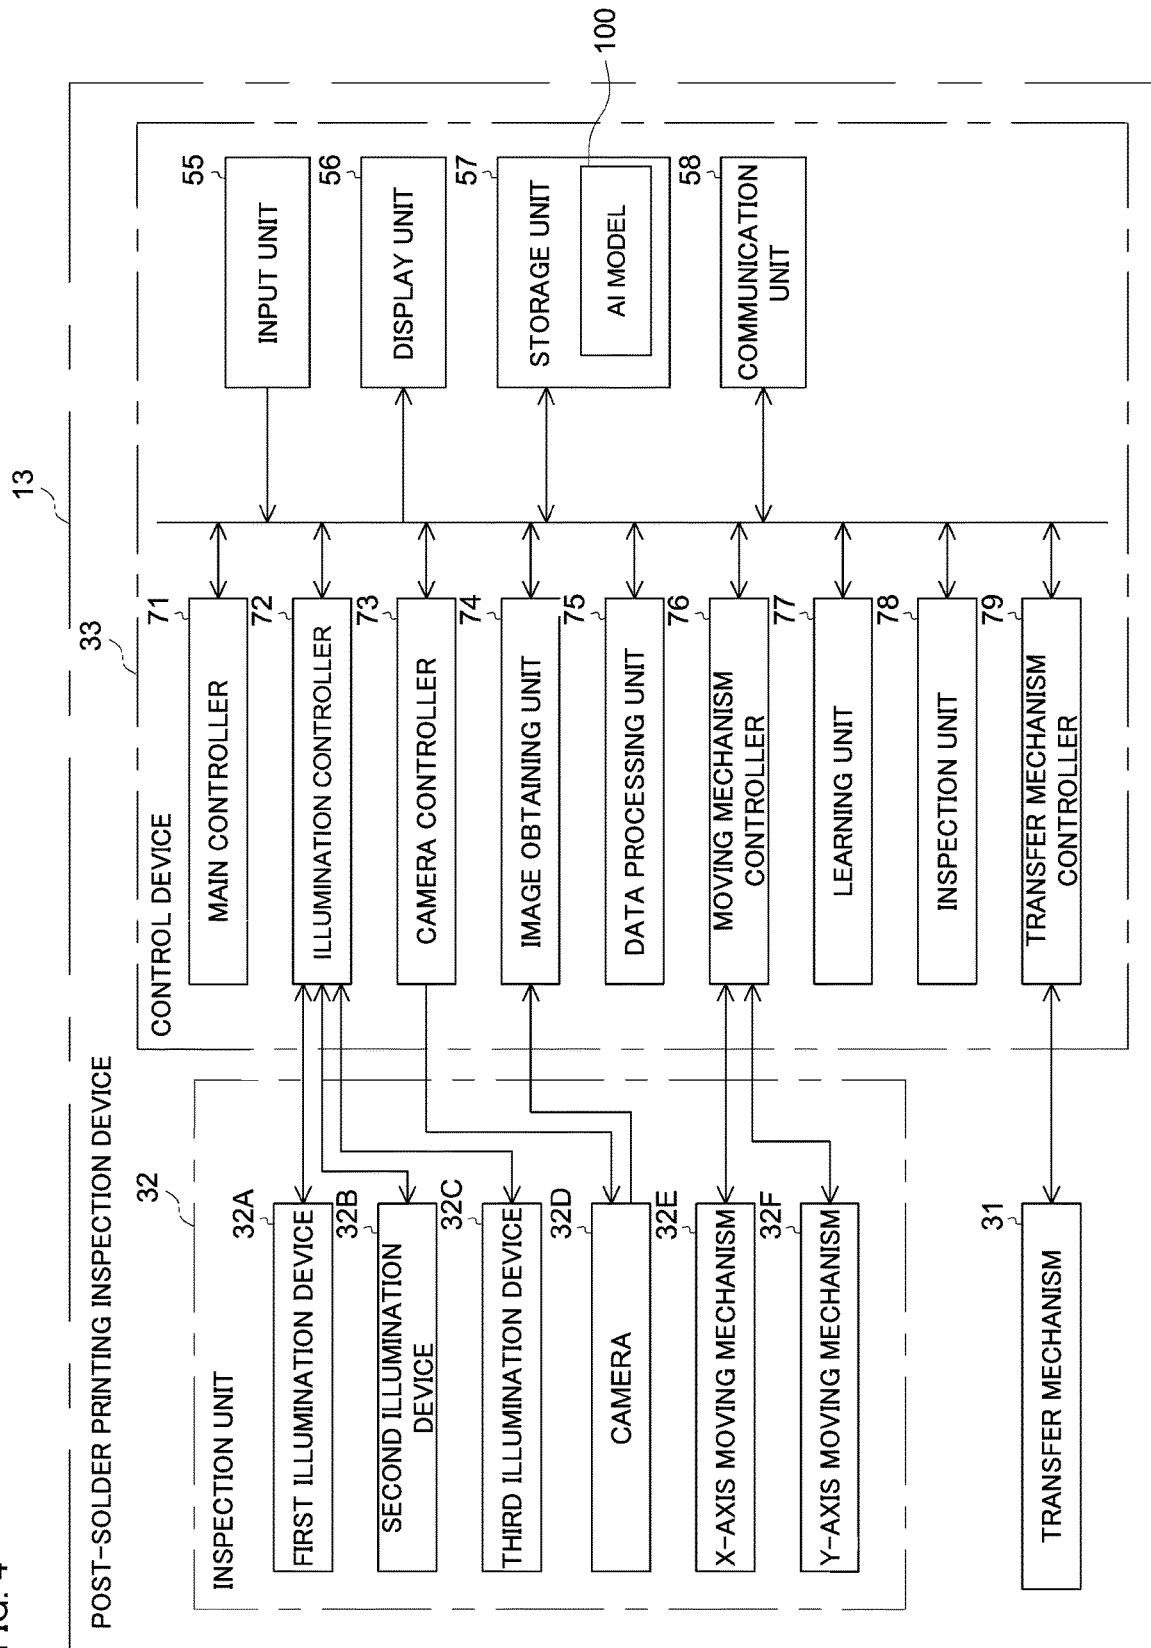 FIG. 4
13
POST-SOLDER PRINTING INSPECTION DEVICE
32
INSPECTION UNIT
32A
FIRST ILLUMINATION DEVICE
32B
SECOND ILLUMINATION
DEVICE
32C
THIRD ILLUMINATION DEVICE
32D
CAMERA
32E
X-AXIS MOVING MECHANISM
32F
Y-AXIS MOVING MECHANISM
31
TRANSFER MECHANISM
33
CONTROL DEVICE
71
MAIN CONTROLLER
72
ILLUMINATION CONTROLLER
73
CAMERA CONTROLLER
74
IMAGE OBTAINING UNIT
75
DATA PROCESSING UNIT
76
MOVING MECHANISM
CONTROLLER
77
LEARNING UNIT
78
INSPECTION UNIT
79
TRANSFER MECHANISM
CONTROLLER
55
INPUT UNIT
56
DISPLAY UNIT
57
STORAGE UNIT
100
AI MODEL
58
COMMUNICATION
UNIT